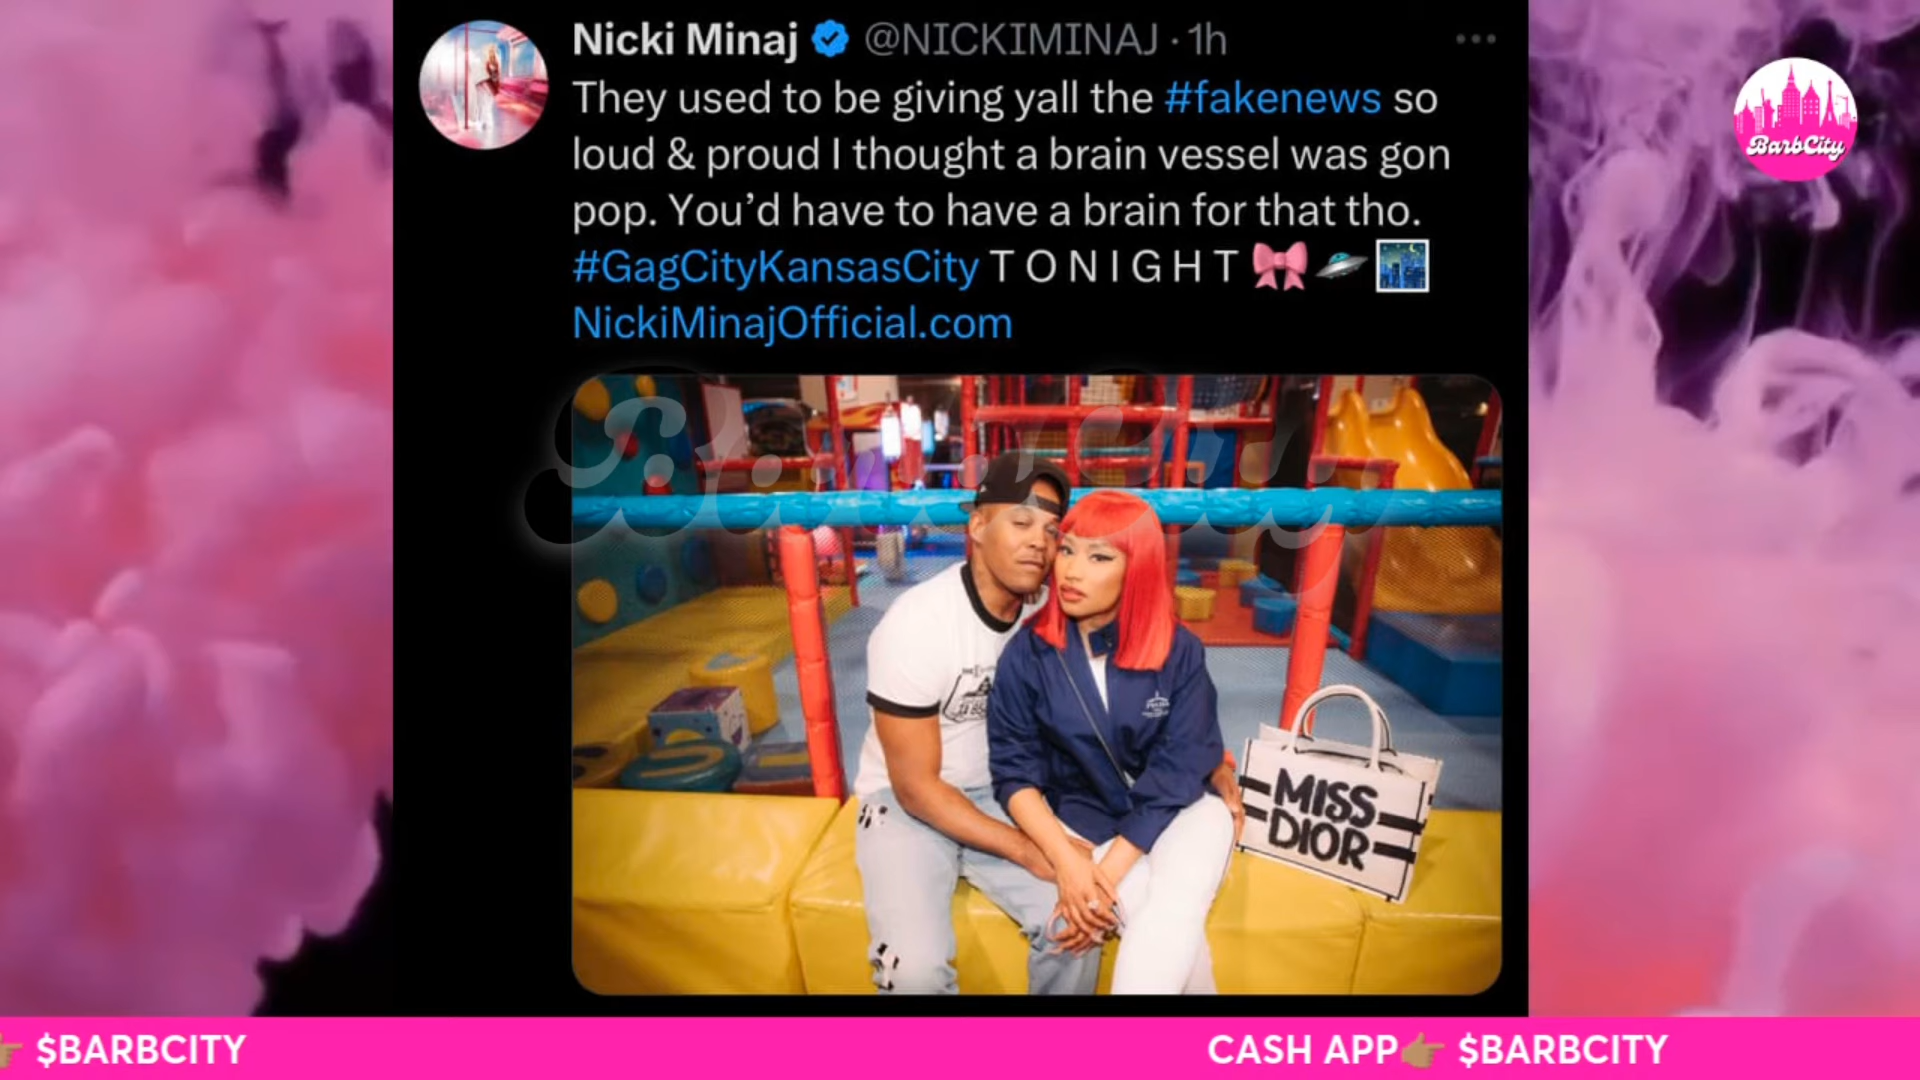 Nicki Minaj @NICKIMINAJ · 1h
They used to be giving yall the #fakenews so
loud & proud I thought a brain vessel was gon
pop. You’d have to have a brain for that tho.
#GagCityKansasCity T O N I G H T 🎀🛸🌃
NickiMinajOfficial.com
BarbCity
BarbCity
MISS
DIOR
$BARBCITY
CASH APP👉🏽 $BARBCITY